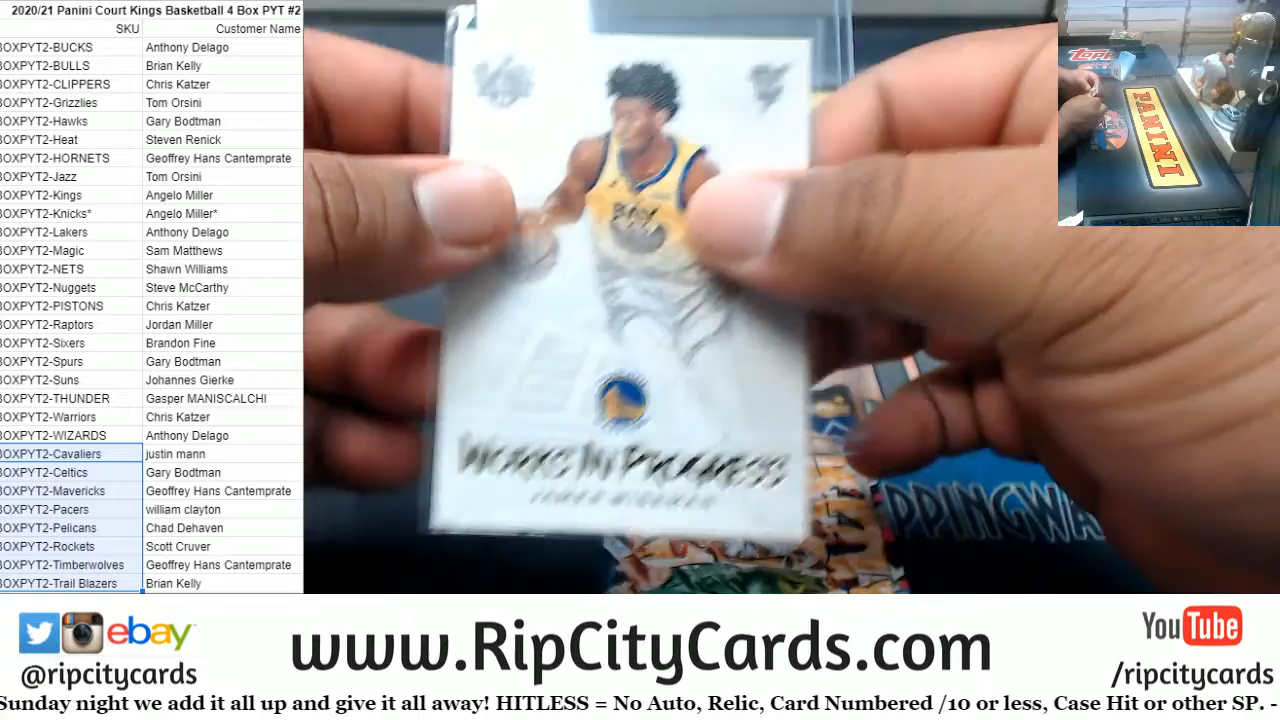 2020/21 Panini Court Kings Basketball 4 Box PYT #2
SKU Customer Name
BOXPYT2-BUCKS Anthony Delago
BOXPYT2-BULLS Brian Kelly
BOXPYT2-CLIPPERS Chris Katzer
BOXPYT2-Grizzlies Tom Orsini
BOXPYT2-Hawks Gary Bodtman
BOXPYT2-Heat Steven Renick
BOXPYT2-HORNETS Geoffrey Hans Cantemprate
BOXPYT2-Jazz Tom Orsini
BOXPYT2-Kings Angelo Miller
BOXPYT2-Knicks* Angelo Miller*
BOXPYT2-Lakers Anthony Delago
BOXPYT2-Magic Sam Matthews
BOXPYT2-NETS Shawn Williams
BOXPYT2-Nuggets Steve McCarthy
BOXPYT2-PISTONS Chris Katzer
BOXPYT2-Raptors Jordan Miller
BOXPYT2-Sixers Brandon Fine
BOXPYT2-Spurs Gary Bodtman
BOXPYT2-Suns Johannes Gierke
BOXPYT2-THUNDER Gasper MANISCALCHI
BOXPYT2-Warriors Chris Katzer
BOXPYT2-WIZARDS Anthony Delago
BOXPYT2-Cavaliers justin mann
BOXPYT2-Celtics Gary Bodtman
BOXPYT2-Mavericks Geoffrey Hans Cantemprate
BOXPYT2-Pacers william clayton
BOXPYT2-Pelicans Chad Dehaven
BOXPYT2-Rockets Scott Cruver
BOXPYT2-Timberwolves Geoffrey Hans Cantemprate
BOXPYT2-Trail Blazers Brian Kelly
WORKS IN PROGRESS
TOPPS
PANINI
PPINGWA
ebay
@ripcitycards
www.RipCityCards.com
YouTube
/ripcitycards
Sunday night we add it all up and give it all away! HITLESS = No Auto, Relic, Card Numbered /10 or less, Case Hit or other SP. -